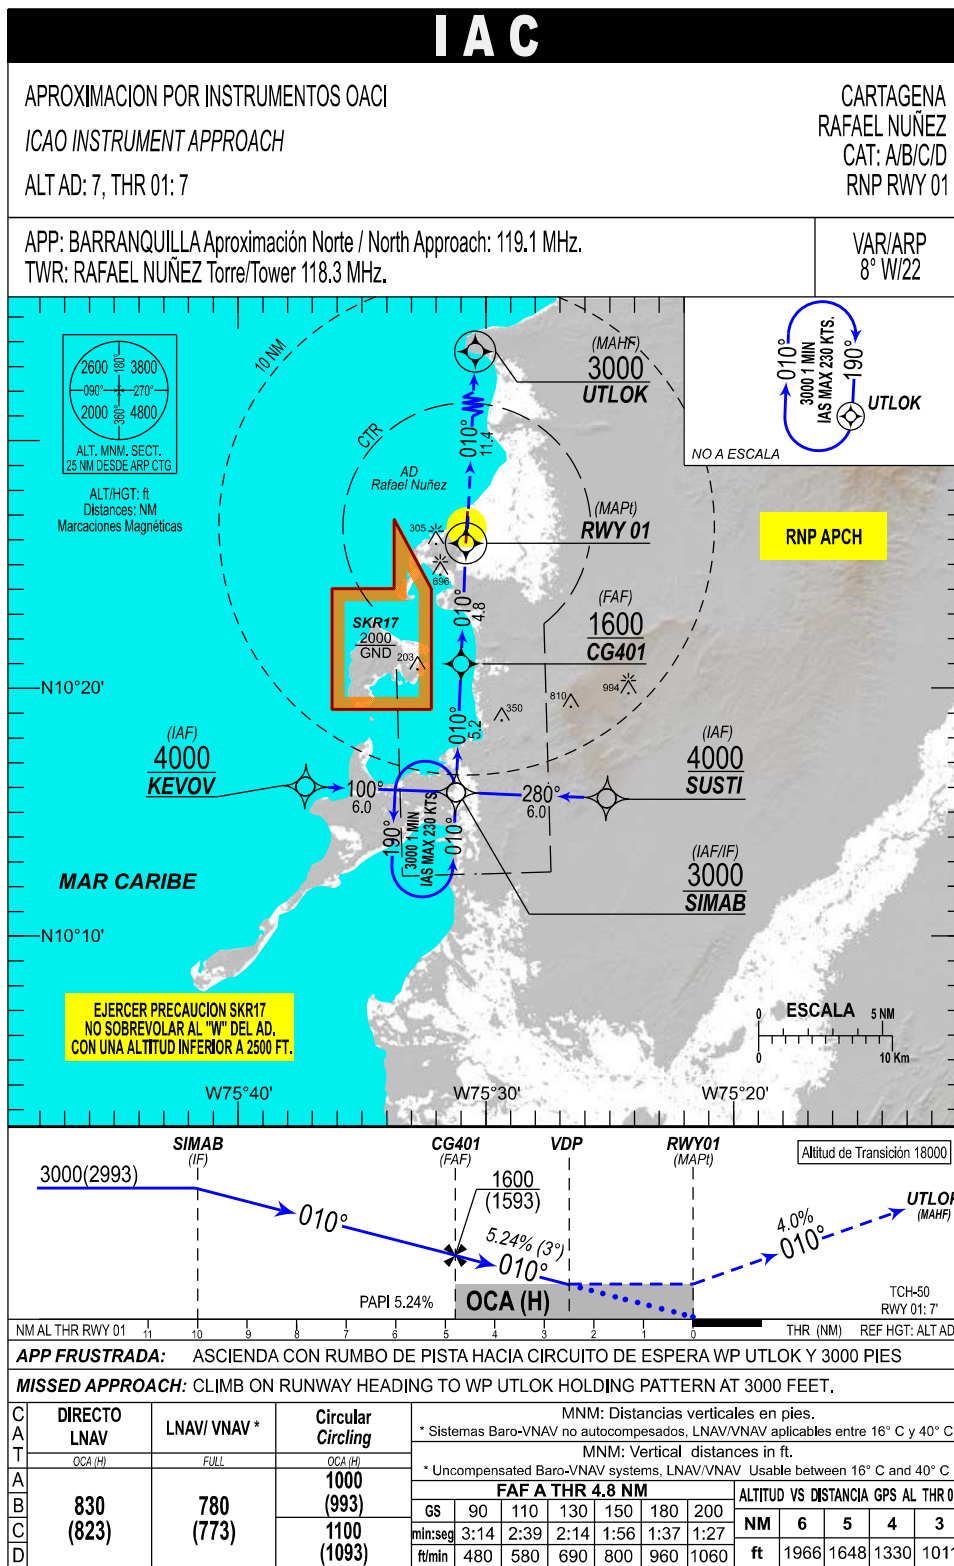 IAC
APROXIMACION POR INSTRUMENTOS OACI
ICAO INSTRUMENT APPROACH
ALT AD: 7, THR 01: 7
CARTAGENA
RAFAEL NUÑEZ
CAT: A/B/C/D
RNP RWY 01
APP: BARRANQUILLA Aproximación Norte / North Approach: 119.1 MHz.
TWR: RAFAEL NUÑEZ Torre/Tower 118.3 MHz.
VAR/ARP
8° W/22
2600 180° 3800
090° 270°
2000 360° 4800
ALT. MNM. SECT.
25 NM DESDE ARP CTG
ALT/HGT: ft
Distances: NM
Marcaciones Magnéticas
10 NM
CTR
AD
Rafael Nuñez
(MAHF)
3000
UTLOK
010°
11.4
010°
3000 1 MIN
IAS MAX 230 KTS.
190°
UTLOK
NO A ESCALA
RNP APCH
(MAPt)
RWY 01
305
696
010°
4.8
(FAF)
1600
CG401
SKR17
2000
GND
203
350
810
994
N10°20'
010°
5.2
(IAF)
4000
KEVOV
100°
6.0
280°
6.0
(IAF)
4000
SUSTI
190°
3000 1 MIN
IAS MAX 230 KTS.
010°
(IAF/IF)
3000
SIMAB
MAR CARIBE
N10°10'
EJERCER PRECAUCION SKR17
NO SOBREVOLAR AL "W" DEL AD.
CON UNA ALTITUD INFERIOR A 2500 FT.
ESCALA
0 5 NM
0 10 Km
W75°40' W75°30' W75°20'
SIMAB
(IF)
CG401
(FAF)
VDP
RWY01
(MAPt)
Altitud de Transición 18000
3000(2993)
010°
1600
(1593)
5.24% (3°)
010°
4.0%
010°
UTLOK
(MAHF)
PAPI 5.24%
OCA (H)
TCH-50
RWY 01: 7'
NM AL THR RWY 01 11 10 9 8 7 6 5 4 3 2 1 0 THR (NM) REF HGT: ALT AD
APP FRUSTRADA: ASCIENDA CON RUMBO DE PISTA HACIA CIRCUITO DE ESPERA WP UTLOK Y 3000 PIES
MISSED APPROACH: CLIMB ON RUNWAY HEADING TO WP UTLOK HOLDING PATTERN AT 3000 FEET.
CAT
DIRECTO
LNAV
OCA (H)
LNAV/ VNAV *
FULL
Circular
Circling
OCA (H)
A
B
C
D
830
(823)
780
(773)
1000
(993)
1100
(1093)
MNM: Distancias verticales en pies.
* Sistemas Baro-VNAV no autocompesados, LNAV/VNAV aplicables entre 16° C y 40° C
MNM: Vertical distances in ft.
* Uncompensated Baro-VNAV systems, LNAV/VNAV Usable between 16° C and 40° C
FAF A THR 4.8 NM
GS 90 110 130 150 180 200
min:seg 3:14 2:39 2:14 1:56 1:37 1:27
ft/min 480 580 690 800 960 1060
ALTITUD VS DISTANCIA GPS AL THR 0
NM 6 5 4 3
ft 1966 1648 1330 1011